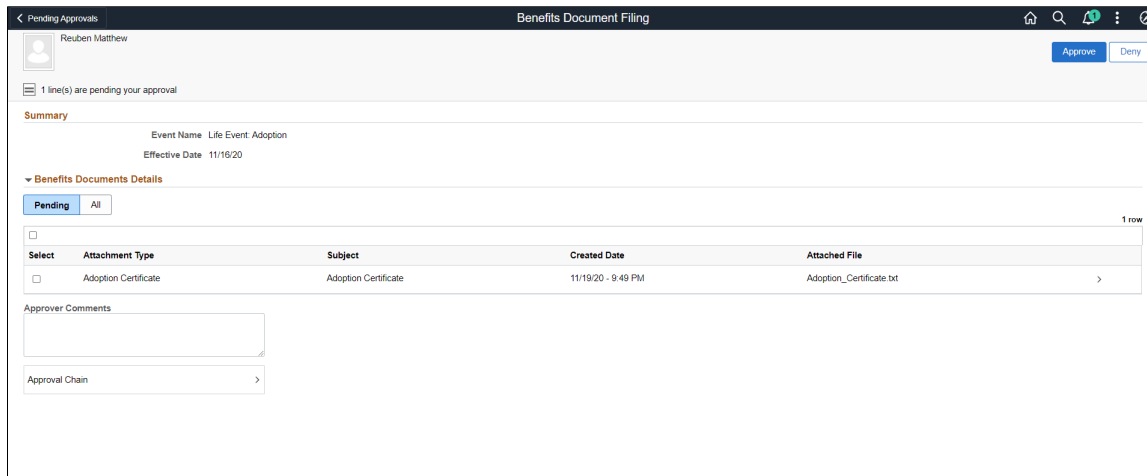 Pending Approvals
Benefits Document Filing
1
Reuben Matthew
Approve
Deny
1 line(s) are pending your approval
Summary
Event Name Life Event: Adoption
Effective Date 11/16/20
Benefits Documents Details
Pending
All
1 row
Select Attachment Type Subject Created Date Attached File
Adoption Certificate Adoption Certificate 11/19/20 - 9:49 PM Adoption_Certificate.txt
Approver Comments
Approval Chain